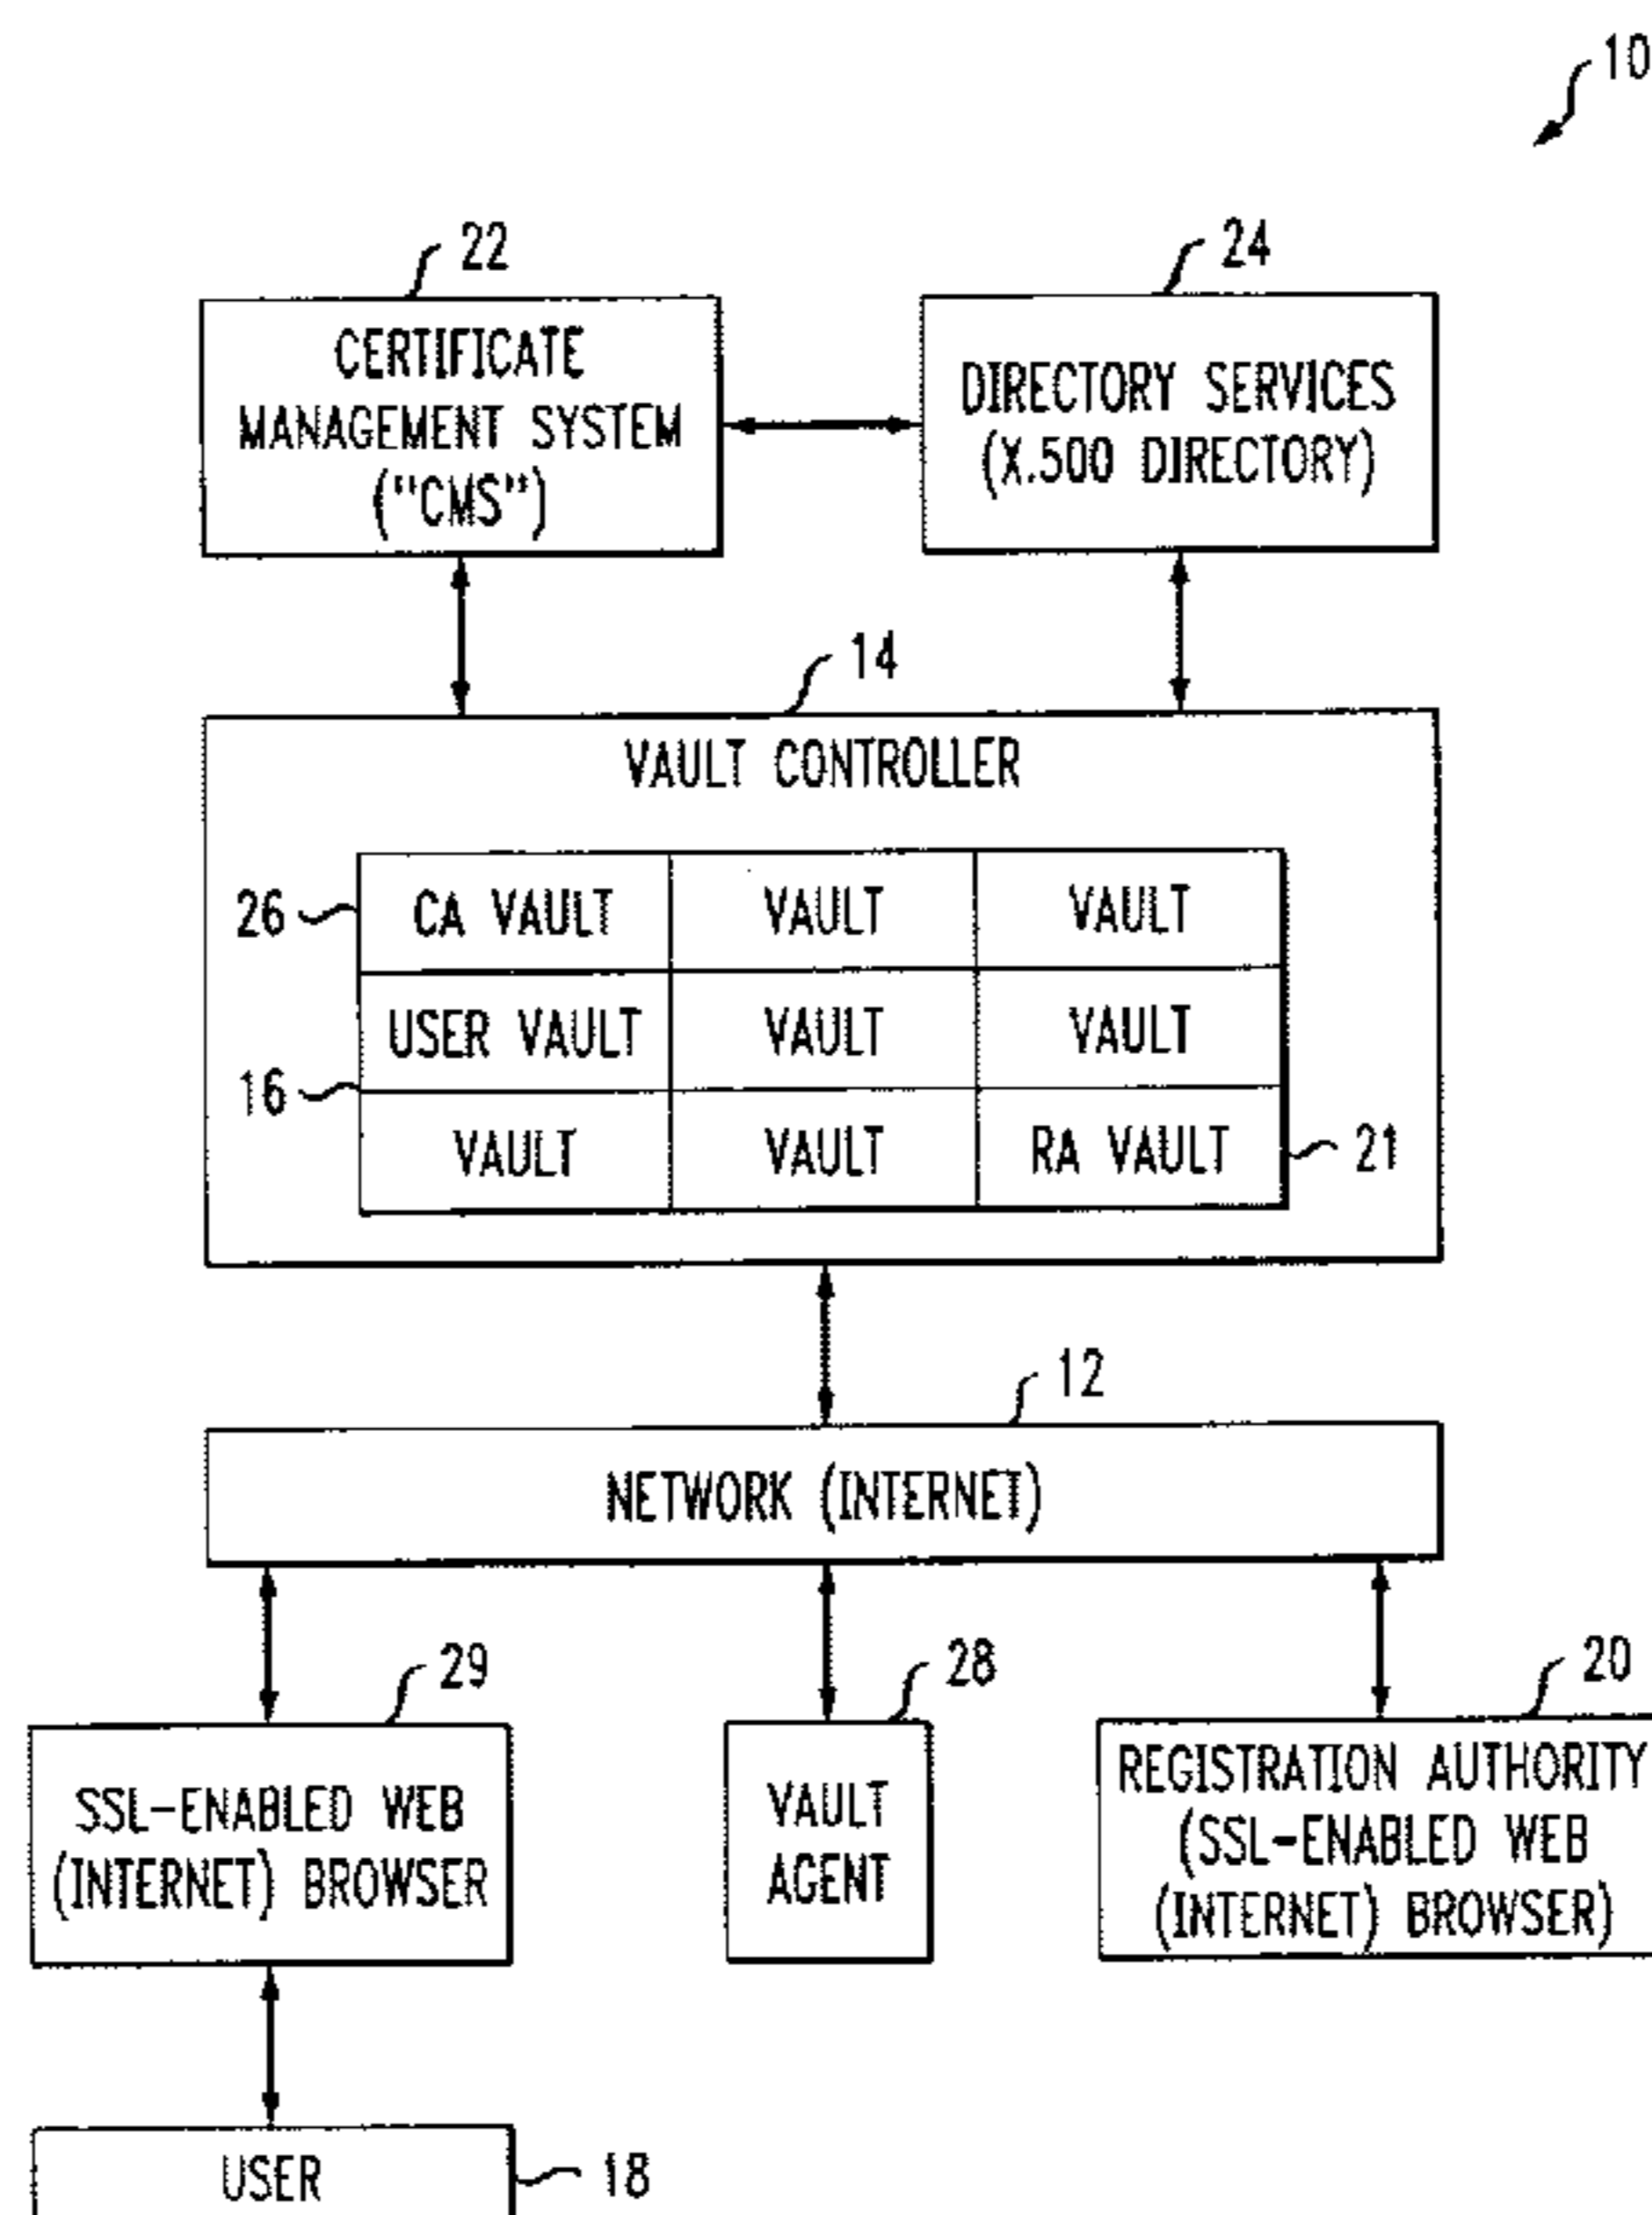 10
22
24
CERTIFICATE
MANAGEMENT SYSTEM
("CMS")
DIRECTORY SERVICES
(X.500 DIRECTORY)
14
VAULT CONTROLLER
26
CA VAULT
VAULT
VAULT
USER VAULT
VAULT
VAULT
16
VAULT
VAULT
RA VAULT
21
12
NETWORK (INTERNET)
29
28
20
SSL-ENABLED WEB
(INTERNET) BROWSER
VAULT
AGENT
REGISTRATION AUTHORITY
(SSL-ENABLED WEB
(INTERNET) BROWSER)
USER
18